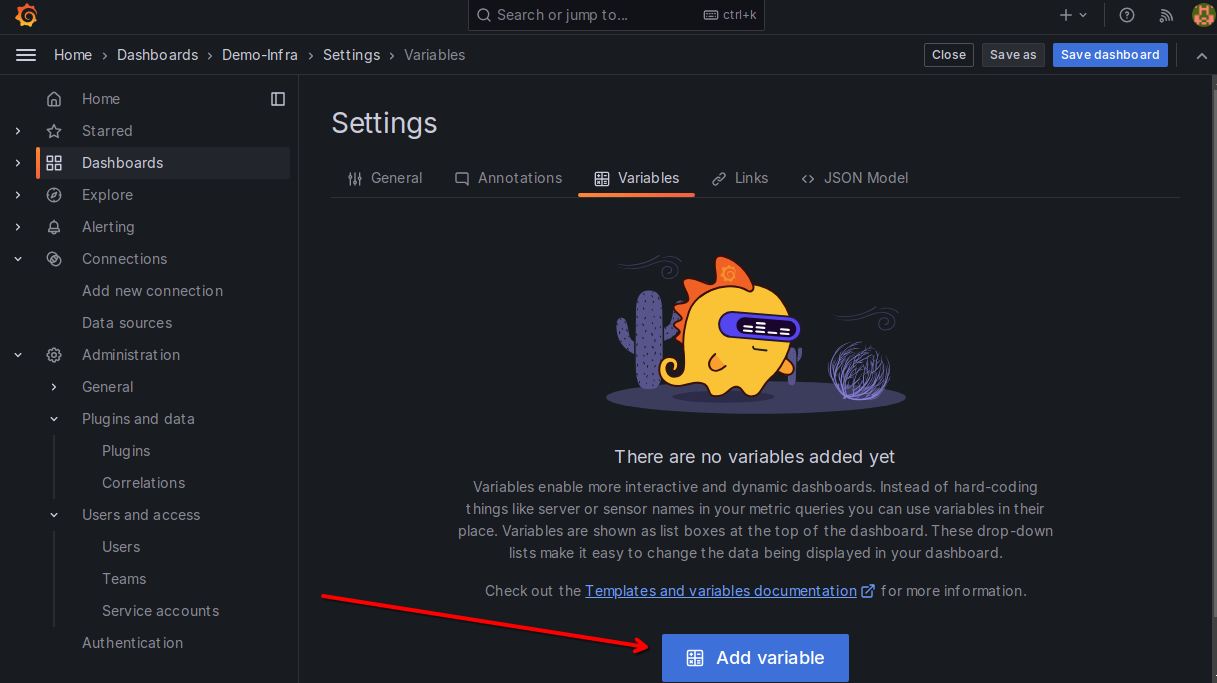 Search or jump to... ctrl+k
Home › Dashboards › Demo-Infra › Settings › Variables Close Save as Save dashboard
Home
Starred
Dashboards
Explore
Alerting
Connections
Add new connection
Data sources
Administration
General
Plugins and data
Plugins
Correlations
Users and access
Users
Teams
Service accounts
Authentication
Settings
General Annotations Variables Links JSON Model
There are no variables added yet
Variables enable more interactive and dynamic dashboards. Instead of hard-coding
things like server or sensor names in your metric queries you can use variables in their
place. Variables are shown as list boxes at the top of the dashboard. These drop-down
lists make it easy to change the data being displayed in your dashboard.
Check out the Templates and variables documentation for more information.
Add variable